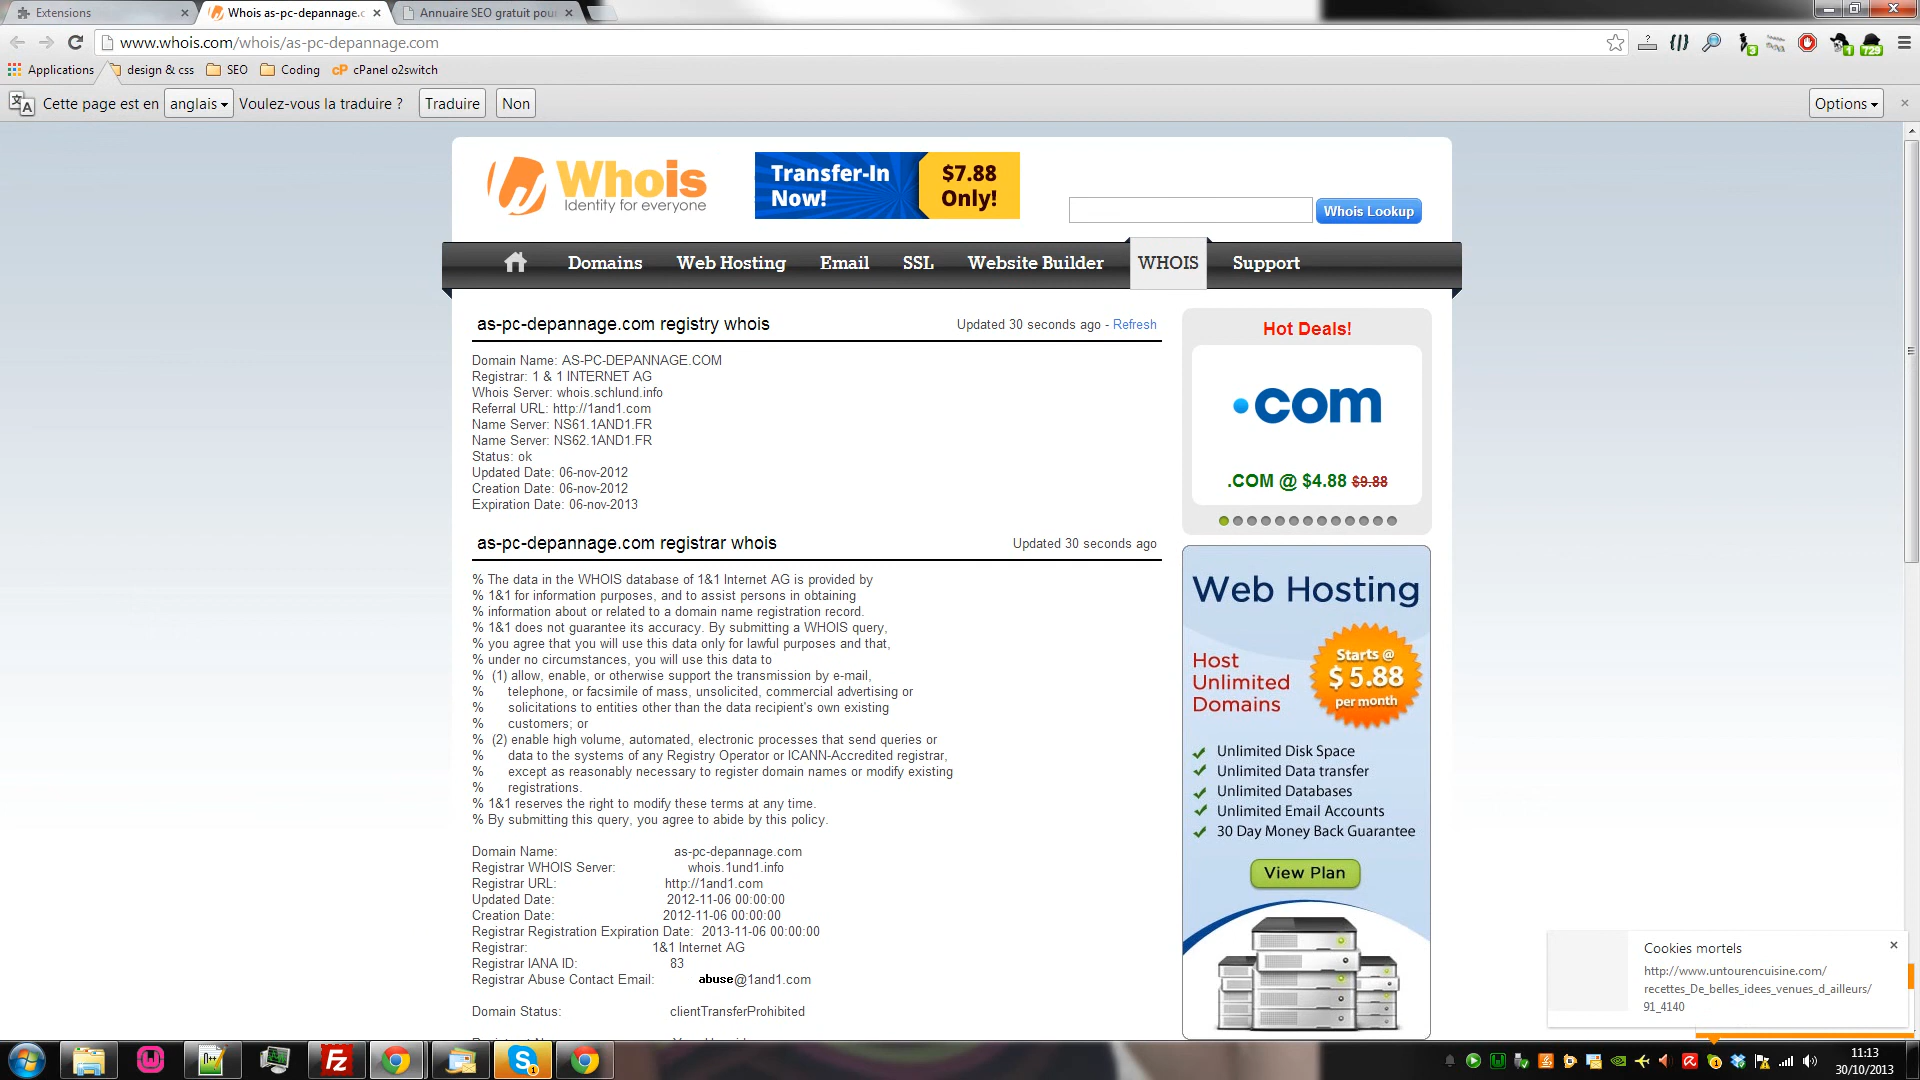 Extensions
Whois as-pc-depannage.c
Annuaire SEO gratuit pou
www.whois.com/whois/as-pc-depannage.com
3
1
729
Applications
design & css
SEO
Coding
cPanel o2switch
Cette page est en anglais Voulez-vous la traduire ? Traduire Non
Options
Whois
Identity for everyone
Transfer-In
Now!
$7.88
Only!
Whois Lookup
Domains
Web Hosting
Email
SSL
Website Builder
WHOIS
Support
as-pc-depannage.com registry whois
Updated 30 seconds ago - Refresh
Domain Name: AS-PC-DEPANNAGE.COM
Registrar: 1 & 1 INTERNET AG
Whois Server: whois.schlund.info
Referral URL: http://1and1.com
Name Server: NS61.1AND1.FR
Name Server: NS62.1AND1.FR
Status: ok
Updated Date: 06-nov-2012
Creation Date: 06-nov-2012
Expiration Date: 06-nov-2013
as-pc-depannage.com registrar whois
Updated 30 seconds ago
% The data in the WHOIS database of 1&1 Internet AG is provided by
% 1&1 for information purposes, and to assist persons in obtaining
% information about or related to a domain name registration record.
% 1&1 does not guarantee its accuracy. By submitting a WHOIS query,
% you agree that you will use this data only for lawful purposes and that,
% under no circumstances, you will use this data to
% (1) allow, enable, or otherwise support the transmission by e-mail,
% telephone, or facsimile of mass, unsolicited, commercial advertising or
% solicitations to entities other than the data recipient's own existing
% customers; or
% (2) enable high volume, automated, electronic processes that send queries or
% data to the systems of any Registry Operator or ICANN-Accredited registrar,
% except as reasonably necessary to register domain names or modify existing
% registrations.
% 1&1 reserves the right to modify these terms at any time.
% By submitting this query, you agree to abide by this policy.
Domain Name: as-pc-depannage.com
Registrar WHOIS Server: whois.1und1.info
Registrar URL: http://1and1.com
Updated Date: 2012-11-06 00:00:00
Creation Date: 2012-11-06 00:00:00
Registrar Registration Expiration Date: 2013-11-06 00:00:00
Registrar: 1&1 Internet AG
Registrar IANA ID: 83
Registrar Abuse Contact Email: abuse@1and1.com
Domain Status: clientTransferProhibited
Hot Deals!
.com
.COM @ $4.88 $9.88
Web Hosting
Host
Unlimited
Domains
Starts @
$ 5.88
per month
Unlimited Disk Space
Unlimited Data transfer
Unlimited Databases
Unlimited Email Accounts
30 Day Money Back Guarantee
View Plan
Cookies mortels
http://www.untourencuisine.com/
recettes_De_belles_idees_venues_d_ailleurs/
91_4140
11:13
30/10/2013